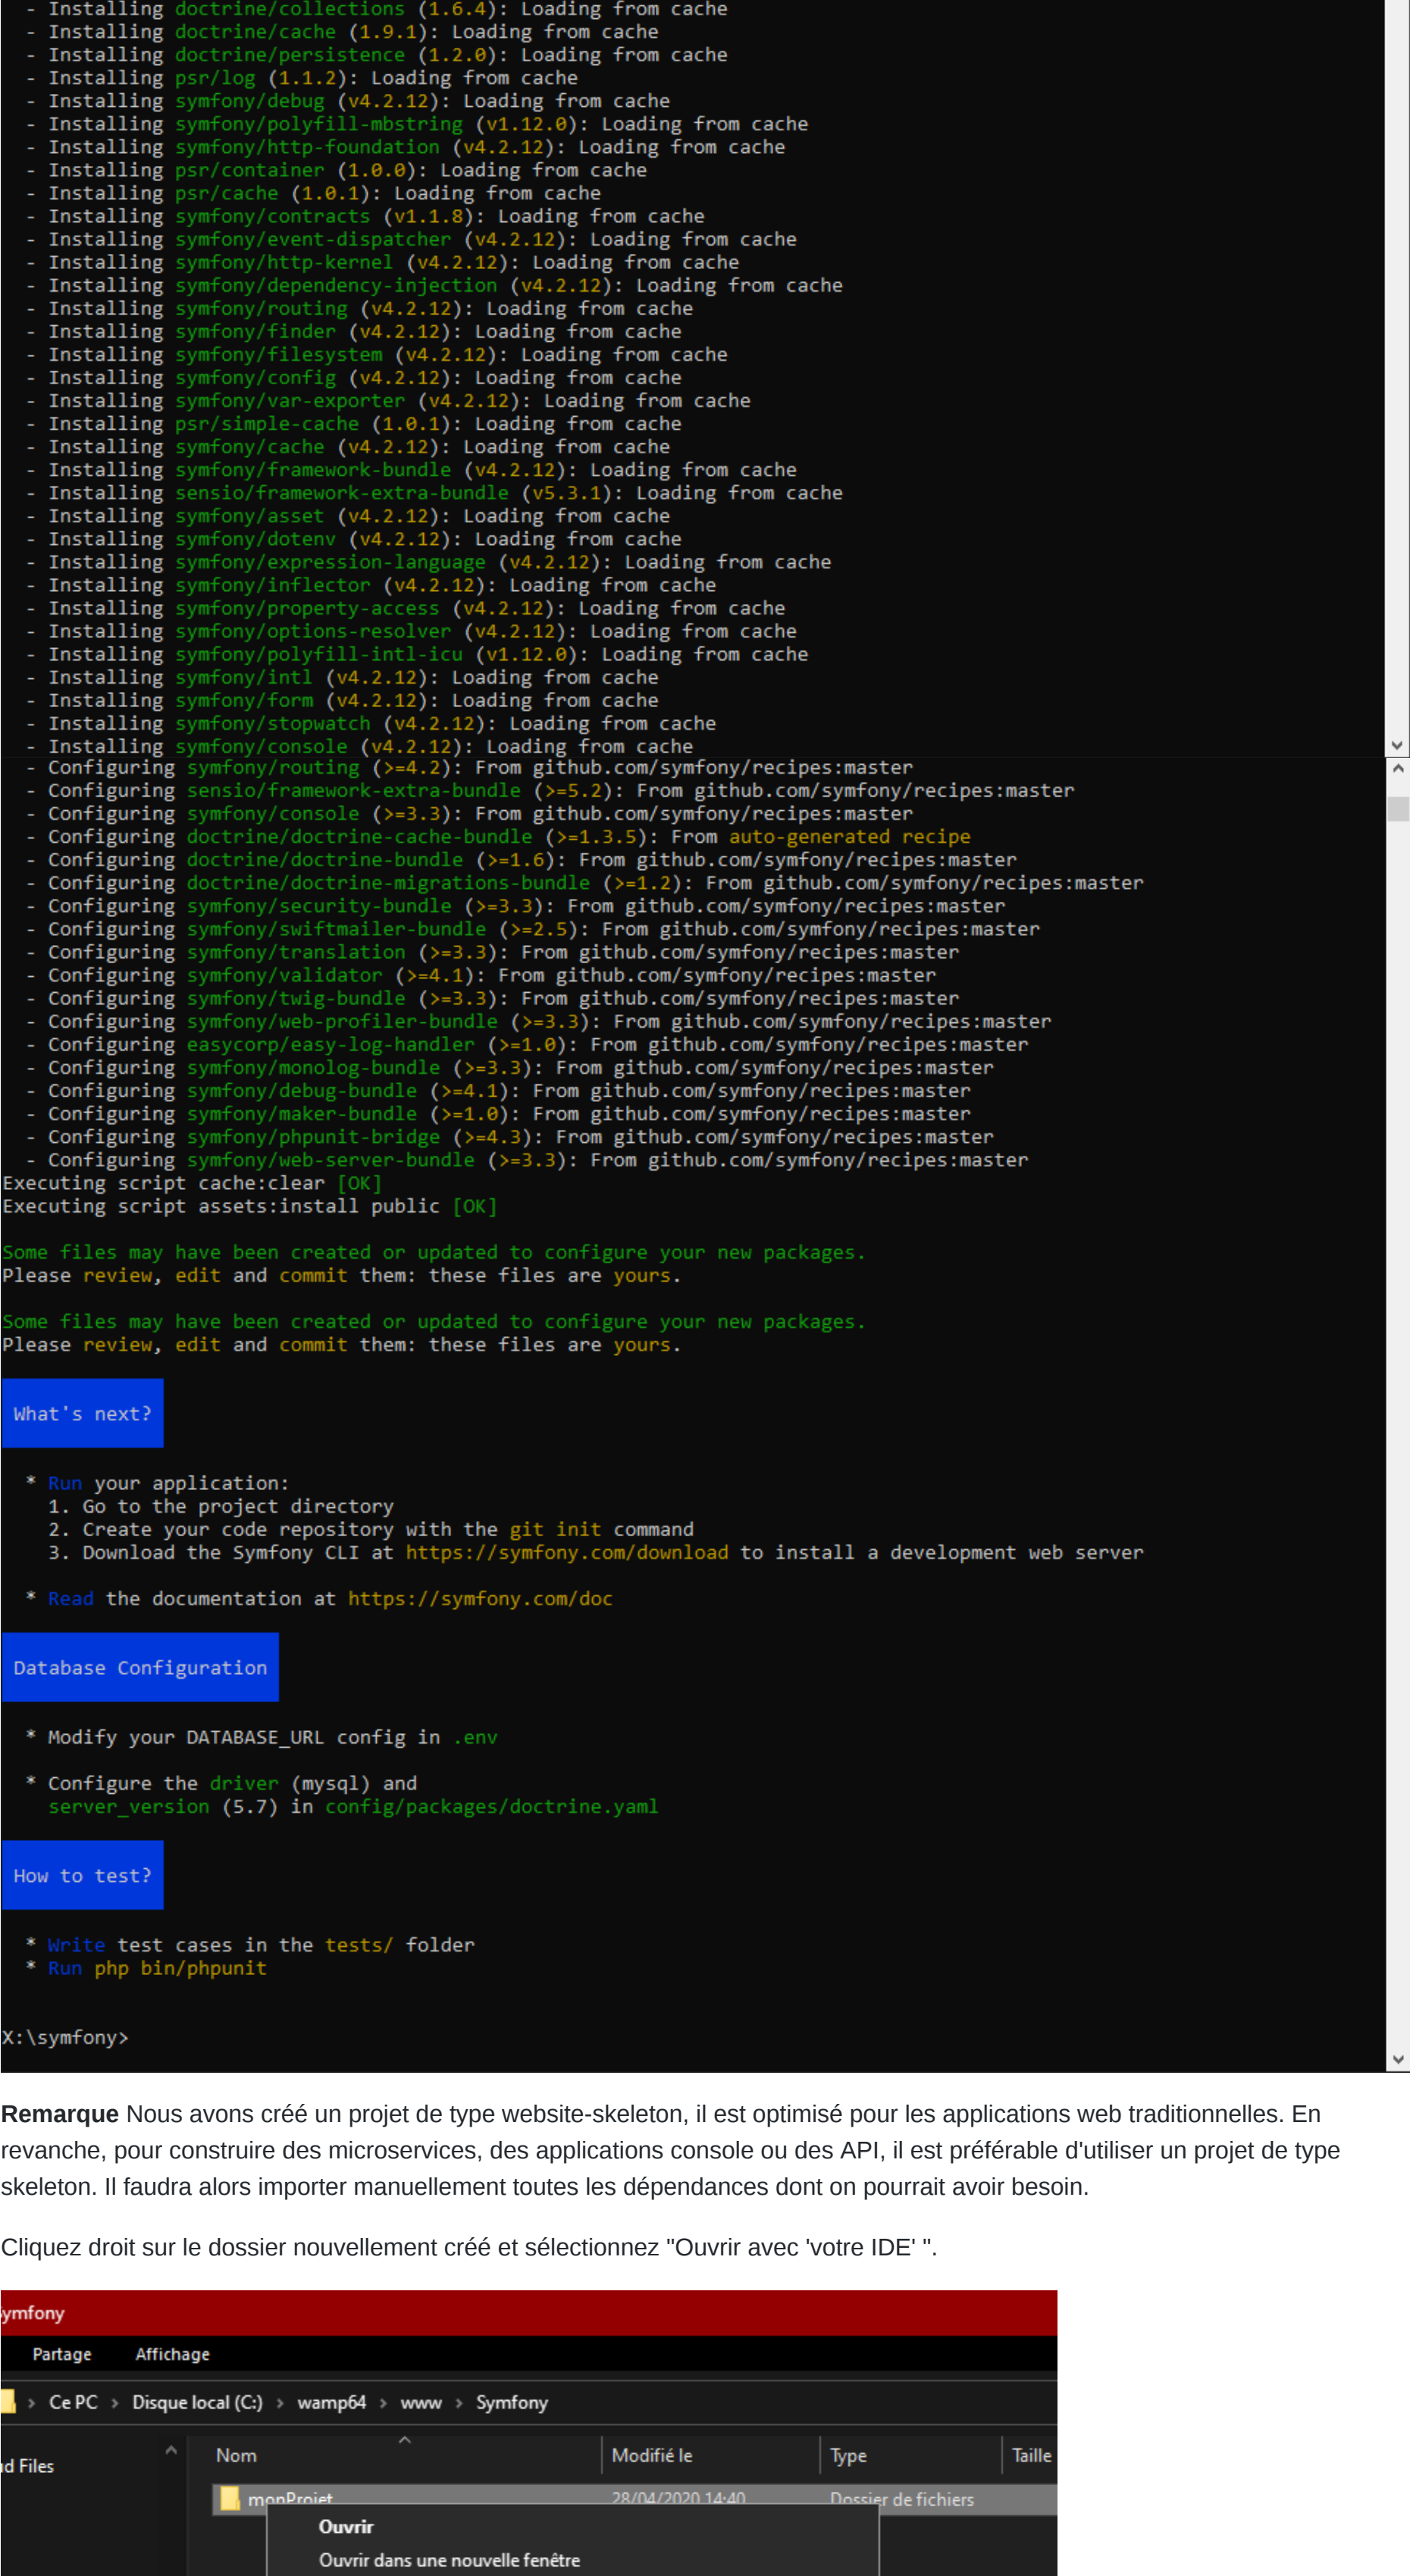 - Installing doctrine/collections (1.6.4): Loading from cache
- Installing doctrine/cache (1.9.1): Loading from cache
- Installing doctrine/persistence (1.2.0): Loading from cache
- Installing psr/log (1.1.2): Loading from cache
- Installing symfony/debug (v4.2.12): Loading from cache
- Installing symfony/polyfill-mbstring (v1.12.0): Loading from cache
- Installing symfony/http-foundation (v4.2.12): Loading from cache
- Installing psr/container (1.0.0): Loading from cache
- Installing psr/cache (1.0.1): Loading from cache
- Installing symfony/contracts (v1.1.8): Loading from cache
- Installing symfony/event-dispatcher (v4.2.12): Loading from cache
- Installing symfony/http-kernel (v4.2.12): Loading from cache
- Installing symfony/dependency-injection (v4.2.12): Loading from cache
- Installing symfony/routing (v4.2.12): Loading from cache
- Installing symfony/finder (v4.2.12): Loading from cache
- Installing symfony/filesystem (v4.2.12): Loading from cache
- Installing symfony/config (v4.2.12): Loading from cache
- Installing symfony/var-exporter (v4.2.12): Loading from cache
- Installing psr/simple-cache (1.0.1): Loading from cache
- Installing symfony/cache (v4.2.12): Loading from cache
- Installing symfony/framework-bundle (v4.2.12): Loading from cache
- Installing sensio/framework-extra-bundle (v5.3.1): Loading from cache
- Installing symfony/asset (v4.2.12): Loading from cache
- Installing symfony/dotenv (v4.2.12): Loading from cache
- Installing symfony/expression-language (v4.2.12): Loading from cache
- Installing symfony/inflector (v4.2.12): Loading from cache
- Installing symfony/property-access (v4.2.12): Loading from cache
- Installing symfony/options-resolver (v4.2.12): Loading from cache
- Installing symfony/polyfill-intl-icu (v1.12.0): Loading from cache
- Installing symfony/intl (v4.2.12): Loading from cache
- Installing symfony/form (v4.2.12): Loading from cache
- Installing symfony/stopwatch (v4.2.12): Loading from cache
- Installing symfony/console (v4.2.12): Loading from cache
- Configuring symfony/routing (>=4.2): From github.com/symfony/recipes:master
- Configuring sensio/framework-extra-bundle (>=5.2): From github.com/symfony/recipes:master
- Configuring symfony/console (>=3.3): From github.com/symfony/recipes:master
- Configuring doctrine/doctrine-cache-bundle (>=1.3.5): From auto-generated recipe
- Configuring doctrine/doctrine-bundle (>=1.6): From github.com/symfony/recipes:master
- Configuring doctrine/doctrine-migrations-bundle (>=1.2): From github.com/symfony/recipes:master
- Configuring symfony/security-bundle (>=3.3): From github.com/symfony/recipes:master
- Configuring symfony/swiftmailer-bundle (>=2.5): From github.com/symfony/recipes:master
- Configuring symfony/translation (>=3.3): From github.com/symfony/recipes:master
- Configuring symfony/validator (>=4.1): From github.com/symfony/recipes:master
- Configuring symfony/twig-bundle (>=3.3): From github.com/symfony/recipes:master
- Configuring symfony/web-profiler-bundle (>=3.3): From github.com/symfony/recipes:master
- Configuring easycorp/easy-log-handler (>=1.0): From github.com/symfony/recipes:master
- Configuring symfony/monolog-bundle (>=3.3): From github.com/symfony/recipes:master
- Configuring symfony/debug-bundle (>=4.1): From github.com/symfony/recipes:master
- Configuring symfony/maker-bundle (>=1.0): From github.com/symfony/recipes:master
- Configuring symfony/phpunit-bridge (>=4.3): From github.com/symfony/recipes:master
- Configuring symfony/web-server-bundle (>=3.3): From github.com/symfony/recipes:master
Executing script cache:clear [OK]
Executing script assets:install public [OK]
Some files may have been created or updated to configure your new packages.
Please review, edit and commit them: these files are yours.
Some files may have been created or updated to configure your new packages.
Please review, edit and commit them: these files are yours.
What's next?
* Run your application:
1. Go to the project directory
2. Create your code repository with the git init command
3. Download the Symfony CLI at https://symfony.com/download to install a development web server
* Read the documentation at https://symfony.com/doc
Database Configuration
* Modify your DATABASE_URL config in .env
* Configure the driver (mysql) and
server_version (5.7) in config/packages/doctrine.yaml
How to test?
* Write test cases in the tests/ folder
* Run php bin/phpunit
X:\symfony>
Remarque Nous avons créé un projet de type website-skeleton, il est optimisé pour les applications web traditionnelles. En
revanche, pour construire des microservices, des applications console ou des API, il est préférable d'utiliser un projet de type
skeleton. Il faudra alors importer manuellement toutes les dépendances dont on pourrait avoir besoin.
Cliquez droit sur le dossier nouvellement créé et sélectionnez "Ouvrir avec 'votre IDE' ".
ymfony
Partage Affichage
> Ce PC > Disque local (C:) > wamp64 > www > Symfony
d Files Nom Modifié le Type Taille
monProjet 28/04/2020 14:40 Dossier de fichiers
Ouvrir
Ouvrir dans une nouvelle fenêtre